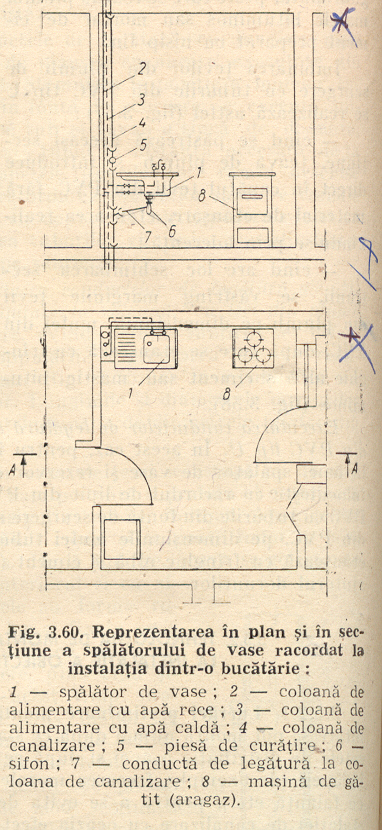 2
3
4
5
1
8
7
6
1
8
A
A
Fig. 3.60. Reprezentarea în plan și în sec-
țiune a spălătorului de vase racordat la
instalația dintr-o bucătărie :
1 — spălător de vase ; 2 — coloană de
alimentare cu apă rece ; 3 — coloană de
alimentare cu apă caldă ; 4 — coloană de
canalizare ; 5 — piesă de curățire ; 6 —
sifon ; 7 — conductă de legătură la co-
loana de canalizare ; 8 — mașină de gă-
tit (aragaz).